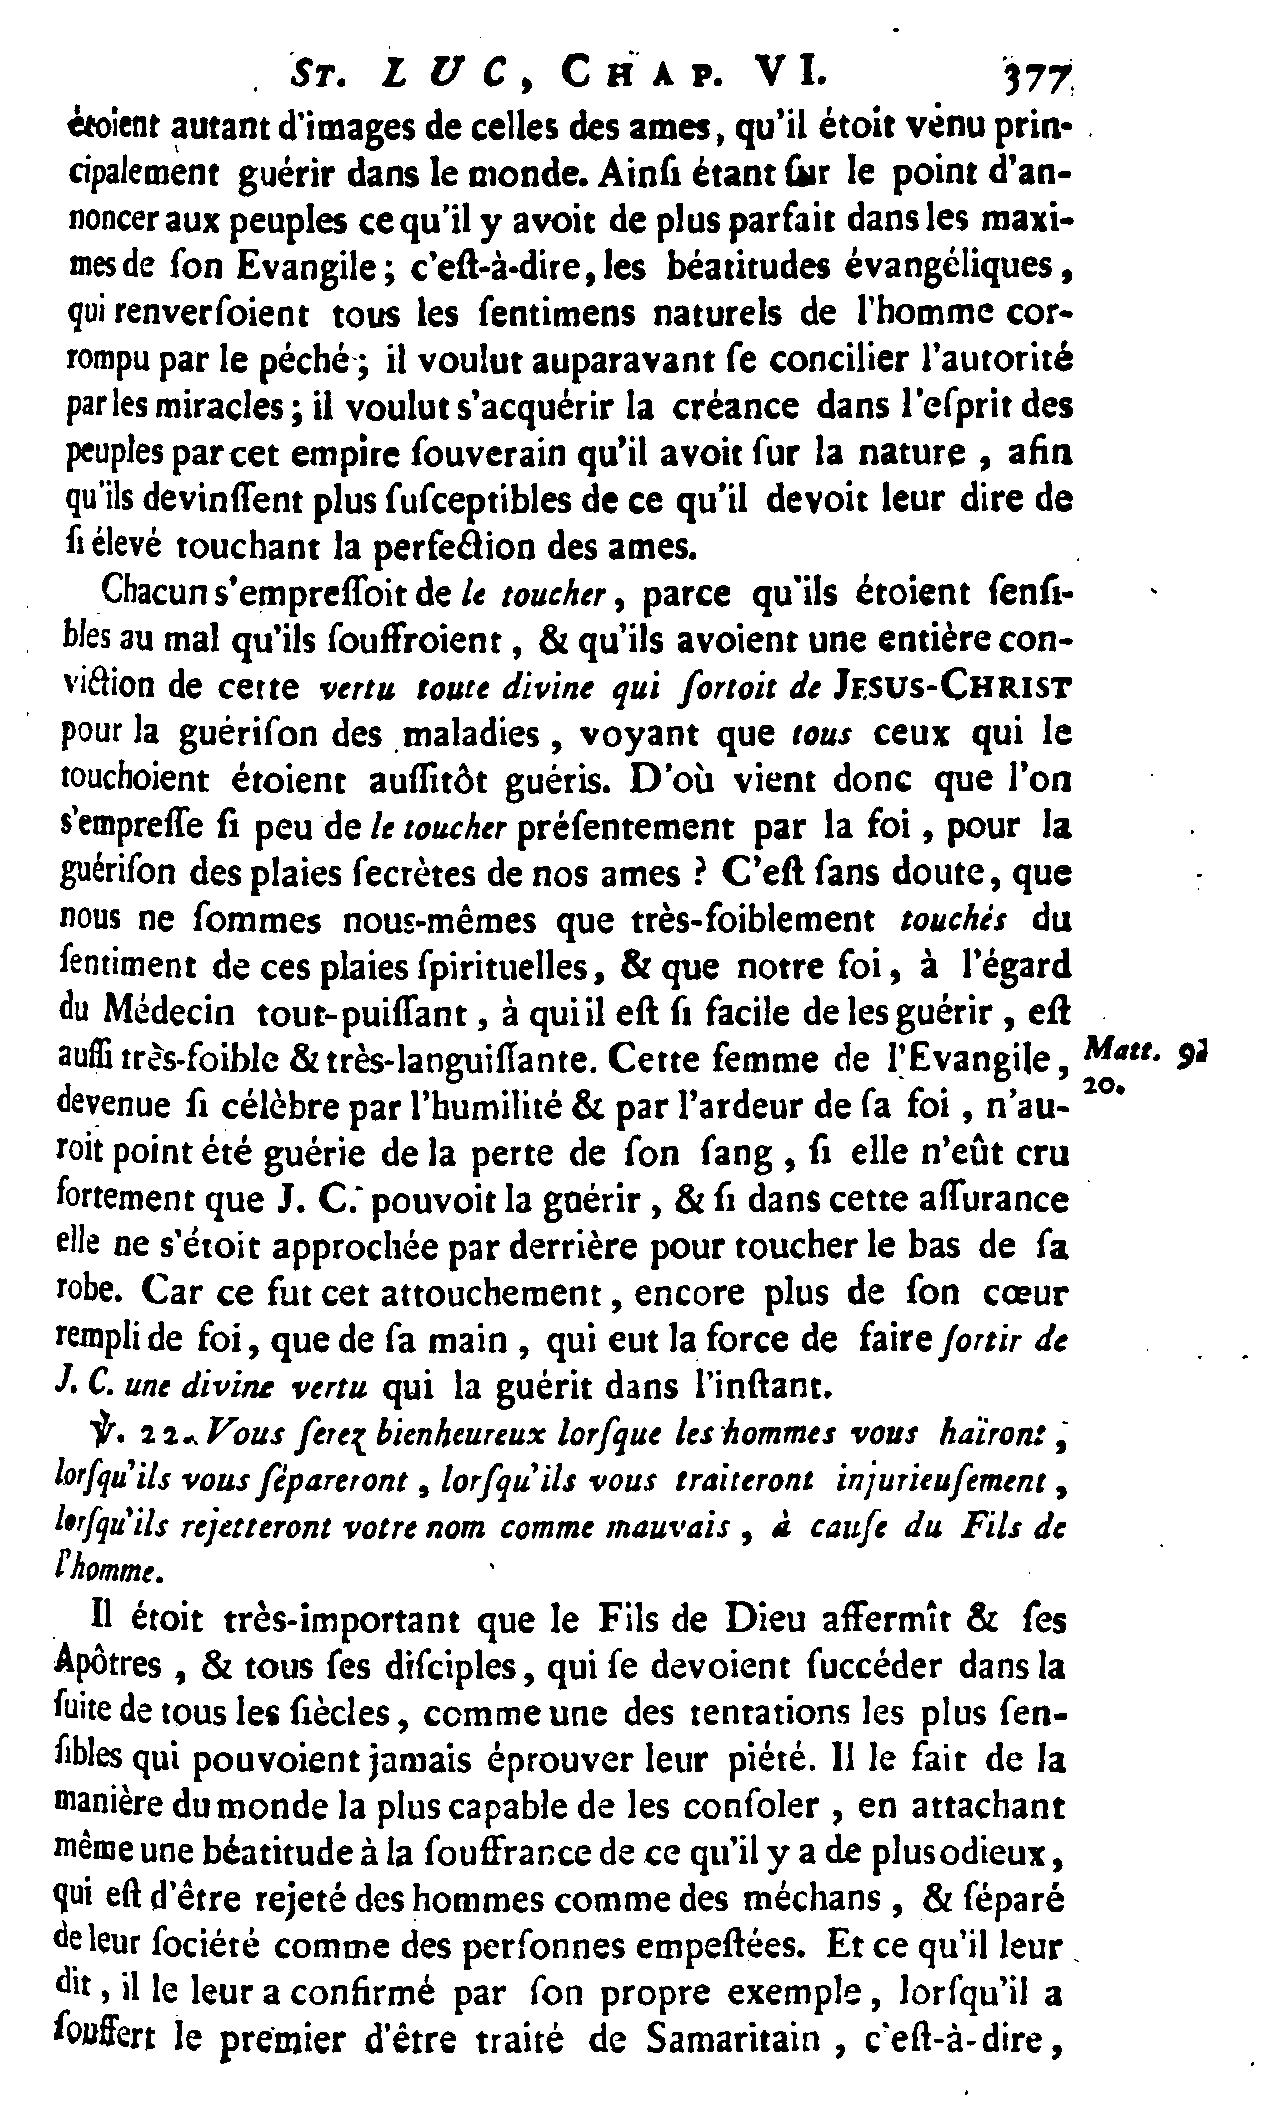 ST. LUC, CHAP. VI. 377
étoient autant d'images de celles des ames, qu'il étoit venu prin-
cipalement guérir dans le monde. Ainſi étant ſur le point d'an-
noncer aux peuples ce qu'il y avoit de plus parfait dans les maxi-
mes de ſon Evangile ; c'eſt-à-dire, les béatitudes évangéliques,
qui renverſoient tous les ſentimens naturels de l'homme cor-
rompu par le péché ; il voulut auparavant ſe concilier l'autorité
par les miracles ; il voulut s'acquérir la créance dans l'eſprit des
peuples par cet empire ſouverain qu'il avoit ſur la nature , afin
qu'ils devinſſent plus ſuſceptibles de ce qu'il devoit leur dire de
ſi élevé touchant la perfection des ames.
Chacun s'empreſſoit de le toucher, parce qu'ils étoient ſenſi-
bles au mal qu'ils ſouffroient , & qu'ils avoient une entière con-
viction de cette vertu toute divine qui ſortoit de JESUS-CHRIST
pour la guériſon des maladies , voyant que tous ceux qui le
touchoient étoient auſſitôt guéris. D'où vient donc que l'on
s'empreſſe ſi peu de le toucher préſentement par la foi , pour la
guériſon des plaies ſecrètes de nos ames ? C'eſt ſans doute, que
nous ne ſommes nous-mêmes que très-foiblement touchés du
ſentiment de ces plaies ſpirituelles, & que notre foi, à l'égard
du Médecin tout-puiſſant , à qui il eſt ſi facile de les guérir , eſt
auſſi très-foible & très-languiſſante. Cette femme de l'Evangile, Matt. 9.
devenue ſi célèbre par l'humilité & par l'ardeur de ſa foi , n'au- 20.
roit point été guérie de la perte de ſon ſang , ſi elle n'eût cru
fortement que J. C. pouvoit la guérir , & ſi dans cette aſſurance
elle ne s'étoit approchée par derrière pour toucher le bas de ſa
robe. Car ce fut cet attouchement , encore plus de ſon cœur
rempli de foi, que de ſa main , qui eut la force de faire ſortir de
J. C. une divine vertu qui la guérit dans l'inſtant.
℣. 22. Vous ſerez bienheureux lorſque les hommes vous haïront ,
lorſqu'ils vous ſépareront , lorſqu'ils vous traiteront injurieuſement ,
lorſqu'ils rejetteront votre nom comme mauvais , à cauſe du Fils de
l'homme.
Il étoit très-important que le Fils de Dieu affermît & ſes
Apôtres , & tous ſes diſciples, qui ſe devoient ſuccéder dans la
ſuite de tous les ſiècles, comme une des tentations les plus ſen-
ſibles qui pouvoient jamais éprouver leur piété. Il le fait de la
manière du monde la plus capable de les conſoler , en attachant
même une béatitude à la ſouffrance de ce qu'il y a de plus odieux,
qui eſt d'être rejeté des hommes comme des méchans , & ſéparé
de leur ſociété comme des perſonnes empeſtées. Et ce qu'il leur
dit , il le leur a confirmé par ſon propre exemple, lorſqu'il a
ſouffert le premier d'être traité de Samaritain , c'eſt-à-dire,